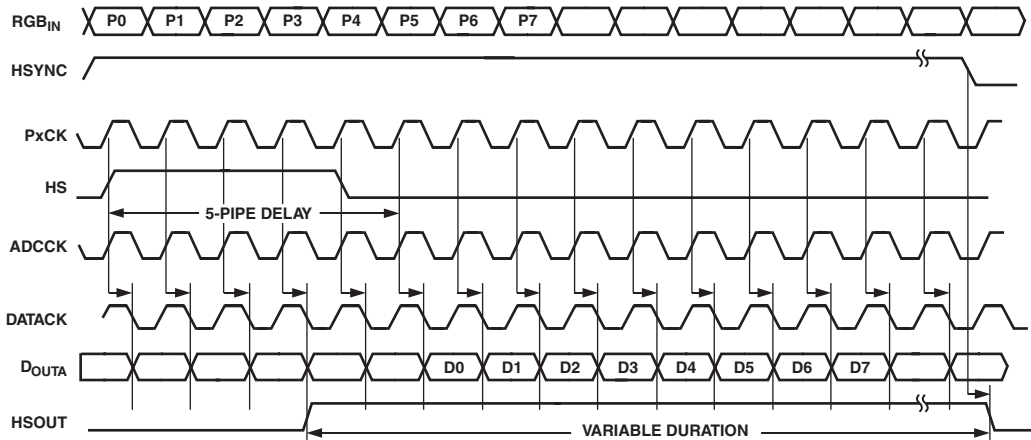 RGBIN P0 P1 P2 P3 P4 P5 P6 P7
HSYNC
PxCK
HS
5-PIPE DELAY
ADCCK
DATACK
DOUTA D0 D1 D2 D3 D4 D5 D6 D7
HSOUT
VARIABLE DURATION